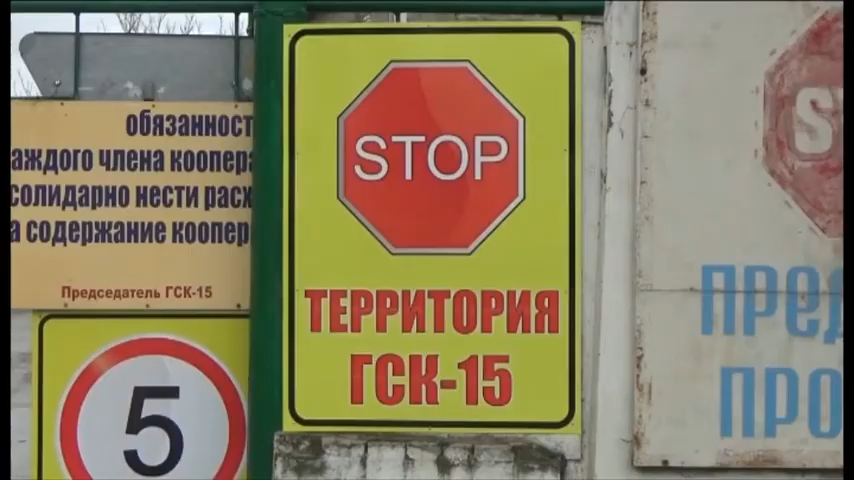 обязанност
аждого члена коопера
солидарно нести расх
а содержание коопер
Председатель ГСК-15
5
STOP
ТЕРРИТОРИЯ
ГСК-15
S
ПРЕД
ПРО